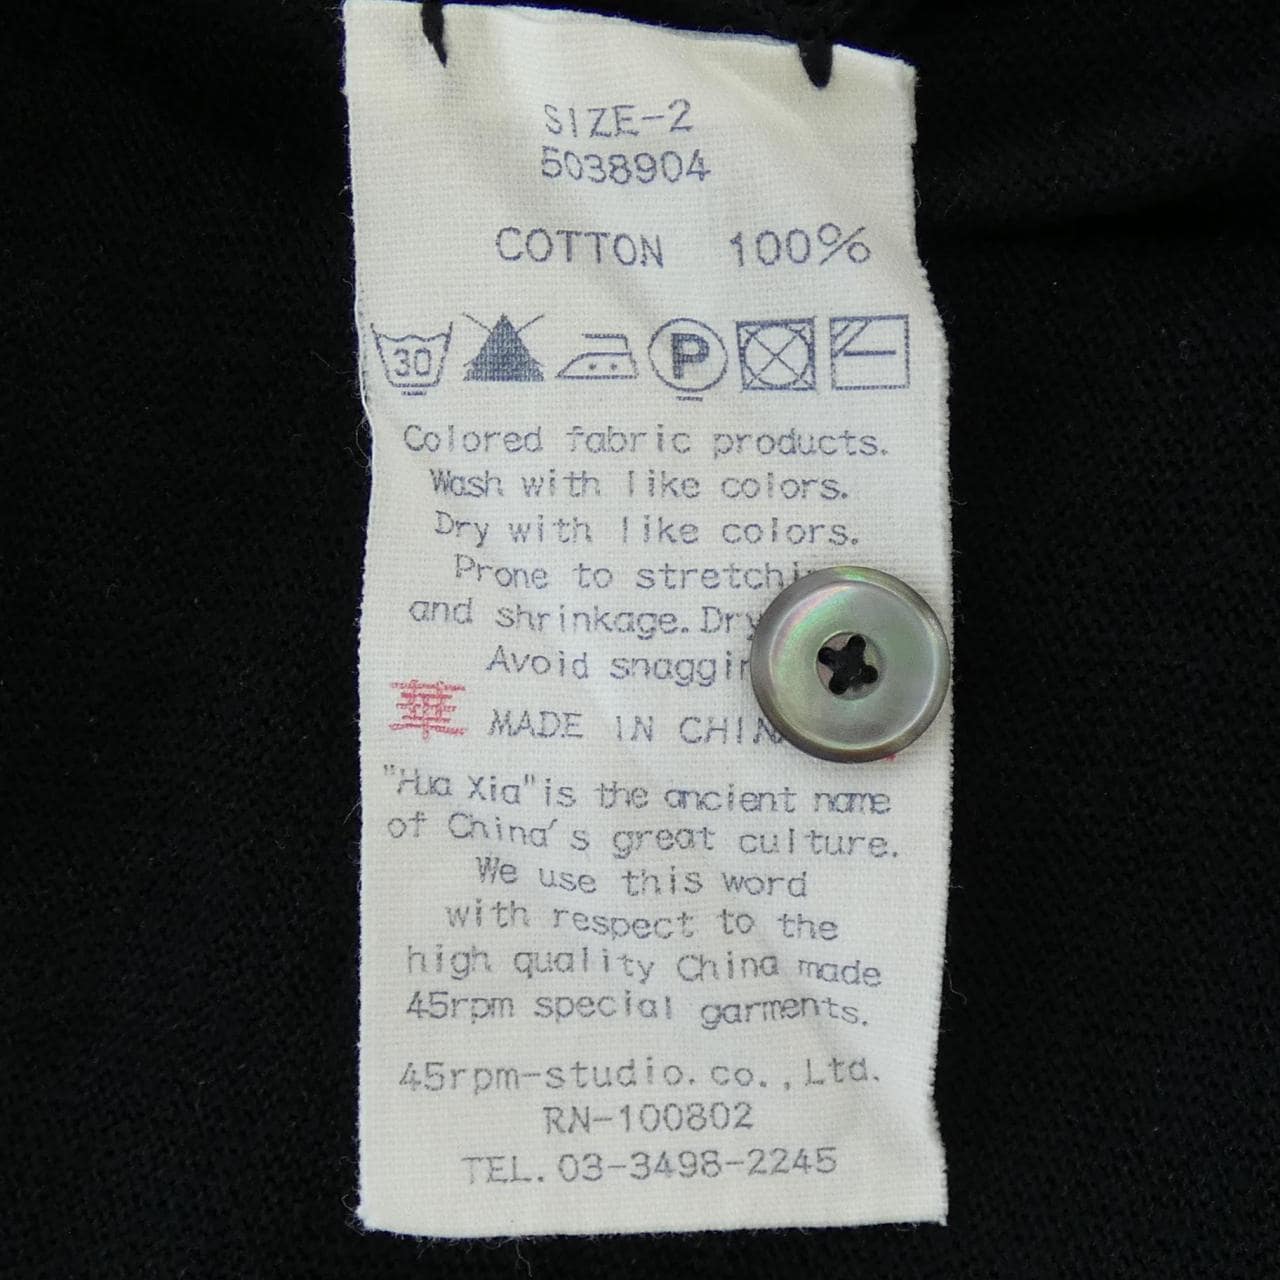 SIZE-2
5038904
COTTON 100%
30 P
Colored fabric products.
Wash with like colors.
Dry with like colors.
Prone to
and shrinkage. Dry
Avoid
華 MADE IN CHINA
"Hua Xia" is the ancient name
of China's great culture.
We use this word
with respect to the
high quality China made
45rpm special garments.
45rpm-studio.co.,Ltd.
RN-100802
TEL.03-3498-2245